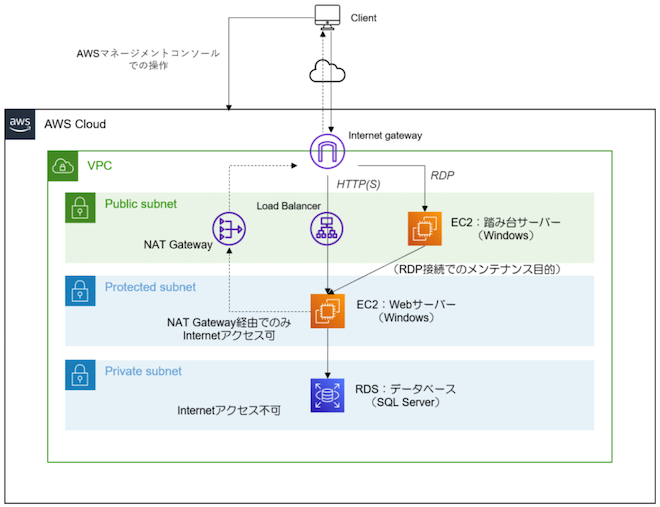 Client
AWSマネージメントコンソール
での操作
aws
AWS Cloud
Internet gateway
VPC
HTTP(S)
RDP
Public subnet
Load Balancer
NAT Gateway
EC2：踏み台サーバー
（Windows）
（RDP接続でのメンテナンス目的）
Protected subnet
EC2：Webサーバー
（Windows）
NAT Gateway経由でのみ
Internetアクセス可
Private subnet
RDS：データベース
（SQL Server）
Internetアクセス不可